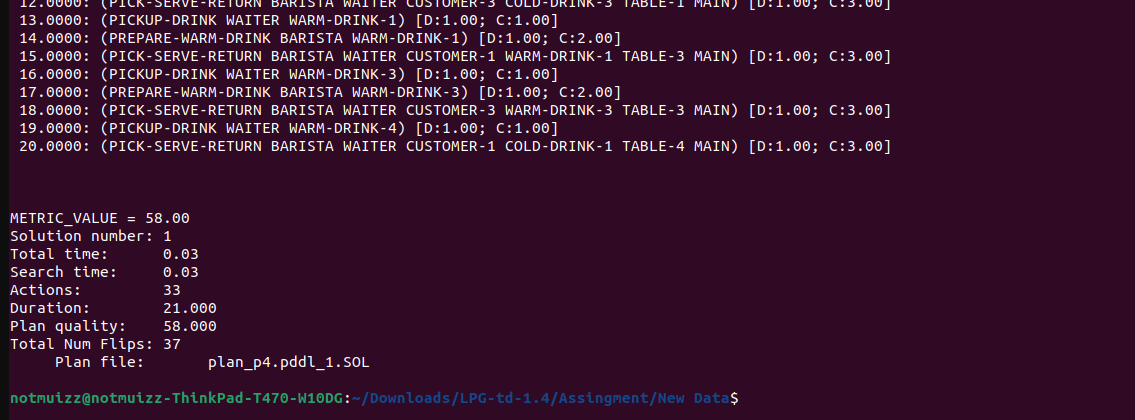 12.0000: (PICK-SERVE-RETURN BARISTA WAITER CUSTOMER-3 COLD-DRINK-3 TABLE-1 MAIN) [D:1.00; C:3.00]
13.0000: (PICKUP-DRINK WAITER WARM-DRINK-1) [D:1.00; C:1.00]
14.0000: (PREPARE-WARM-DRINK BARISTA WARM-DRINK-1) [D:1.00; C:2.00]
15.0000: (PICK-SERVE-RETURN BARISTA WAITER CUSTOMER-1 WARM-DRINK-1 TABLE-3 MAIN) [D:1.00; C:3.00]
16.0000: (PICKUP-DRINK WAITER WARM-DRINK-3) [D:1.00; C:1.00]
17.0000: (PREPARE-WARM-DRINK BARISTA WARM-DRINK-3) [D:1.00; C:2.00]
18.0000: (PICK-SERVE-RETURN BARISTA WAITER CUSTOMER-3 WARM-DRINK-3 TABLE-3 MAIN) [D:1.00; C:3.00]
19.0000: (PICKUP-DRINK WAITER WARM-DRINK-4) [D:1.00; C:1.00]
20.0000: (PICK-SERVE-RETURN BARISTA WAITER CUSTOMER-1 COLD-DRINK-1 TABLE-4 MAIN) [D:1.00; C:3.00]
METRIC_VALUE = 58.00
Solution number: 1
Total time: 0.03
Search time: 0.03
Actions: 33
Duration: 21.000
Plan quality: 58.000
Total Num Flips: 37
Plan file: plan_p4.pddl_1.SOL
notmuizz@notmuizz-ThinkPad-T470-W10DG:~/Downloads/LPG-td-1.4/Assingment/New Data$